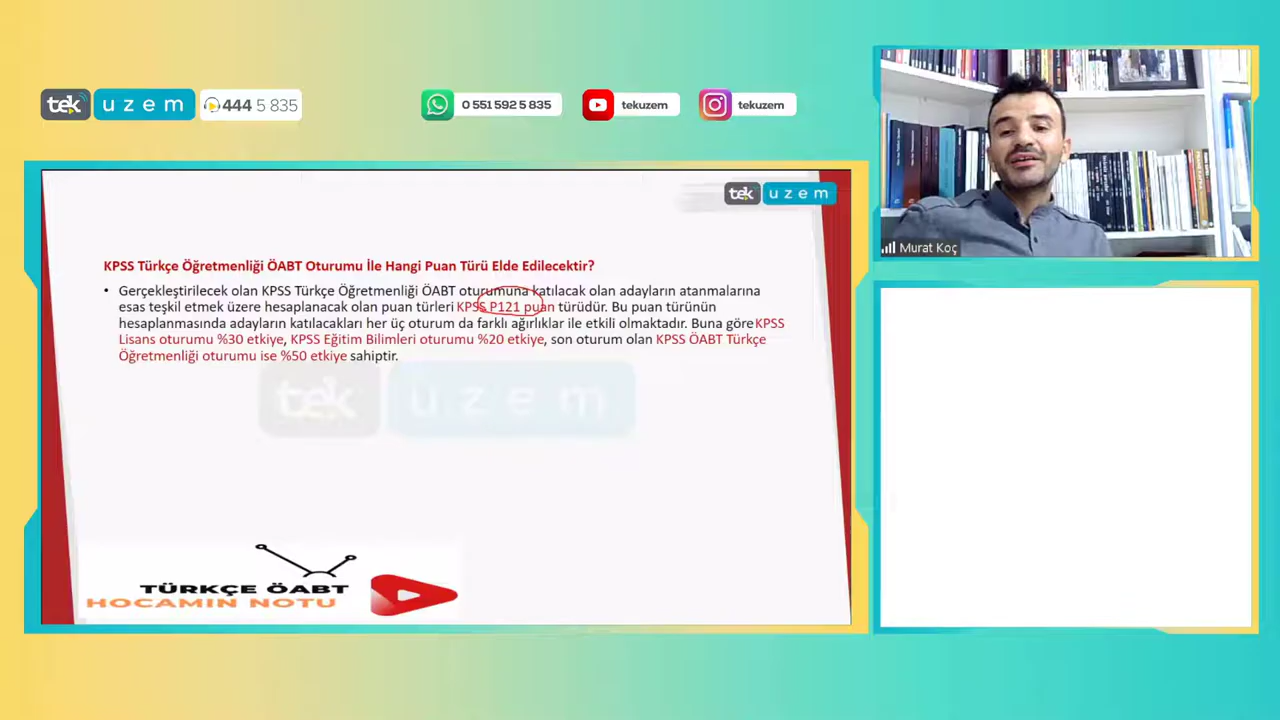 tek uzem 444 5 835
0 551 592 5 835
tekuzem
tekuzem
Murat Koç
tek uzem
KPSS Türkçe Öğretmenliği ÖABT Oturumu İle Hangi Puan Türü Elde Edilecektir?
• Gerçekleştirilecek olan KPSS Türkçe Öğretmenliği ÖABT oturumuna katılacak olan adayların atanmalarına
esas teşkil etmek üzere hesaplanacak olan puan türleri KPSS P121 puan türüdür. Bu puan türünün
hesaplanmasında adayların katılacakları her üç oturum da farklı ağırlıklar ile etkili olmaktadır. Buna göre KPSS
Lisans oturumu %30 etkiye, KPSS Eğitim Bilimleri oturumu %20 etkiye, son oturum olan KPSS ÖABT Türkçe
Öğretmenliği oturumu ise %50 etkiye sahiptir.
tek uzem
TÜRKÇE ÖABT
HOCAMIN NOTU